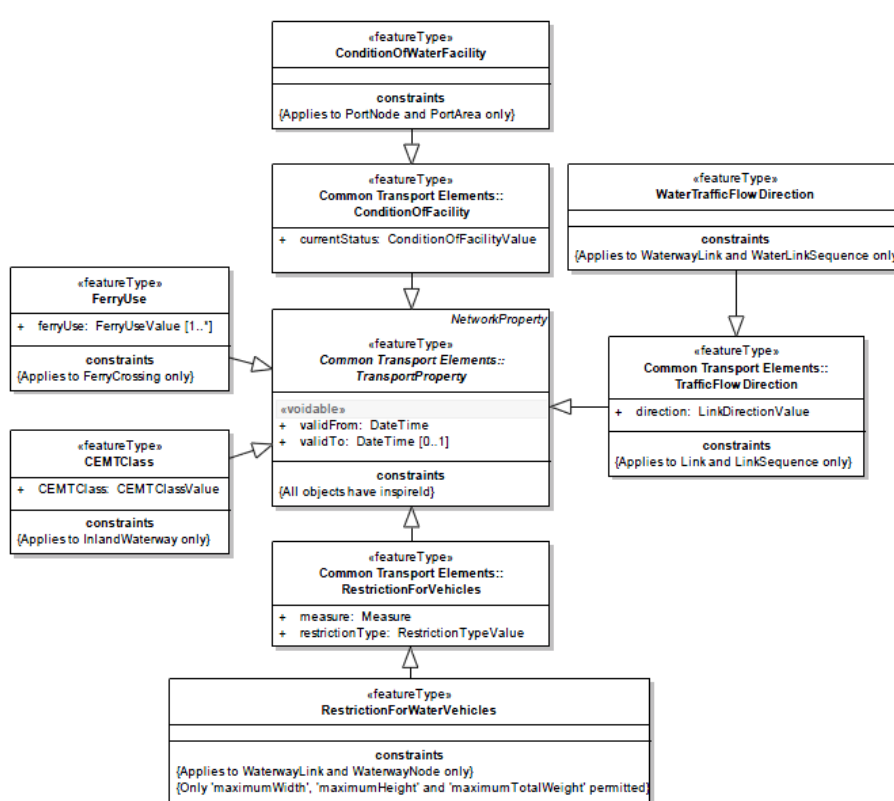 «featureType»
ConditionOfWaterFacility
constraints
{Applies to PortNode and PortArea only}
«featureType»
Common Transport Elements::
ConditionOfFacility
+ currentStatus: ConditionOfFacilityValue
«featureType»
WaterTrafficFlowDirection
constraints
{Applies to WaterwayLink and WaterLinkSequence only
«featureType»
FerryUse
+ ferryUse: FerryUseValue [1..*]
constraints
{Applies to FerryCrossing only}
NetworkProperty
«featureType»
Common Transport Elements::
TransportProperty
«voidable»
+ validFrom: DateTime
+ validTo: DateTime [0..1]
constraints
{All objects have inspireId}
«featureType»
Common Transport Elements::
TrafficFlowDirection
+ direction: LinkDirectionValue
constraints
{Applies to Link and LinkSequence only}
«featureType»
CEMTClass
+ CEMTClass: CEMTClassValue
constraints
{Applies to InlandWaterway only}
«featureType»
Common Transport Elements::
RestrictionForVehicles
+ measure: Measure
+ restrictionType: RestrictionTypeValue
«featureType»
RestrictionForWaterVehicles
constraints
{Applies to WaterwayLink and WaterwayNode only}
{Only 'maximumWidth', 'maximumHeight' and 'maximumTotalWeight' permitted}